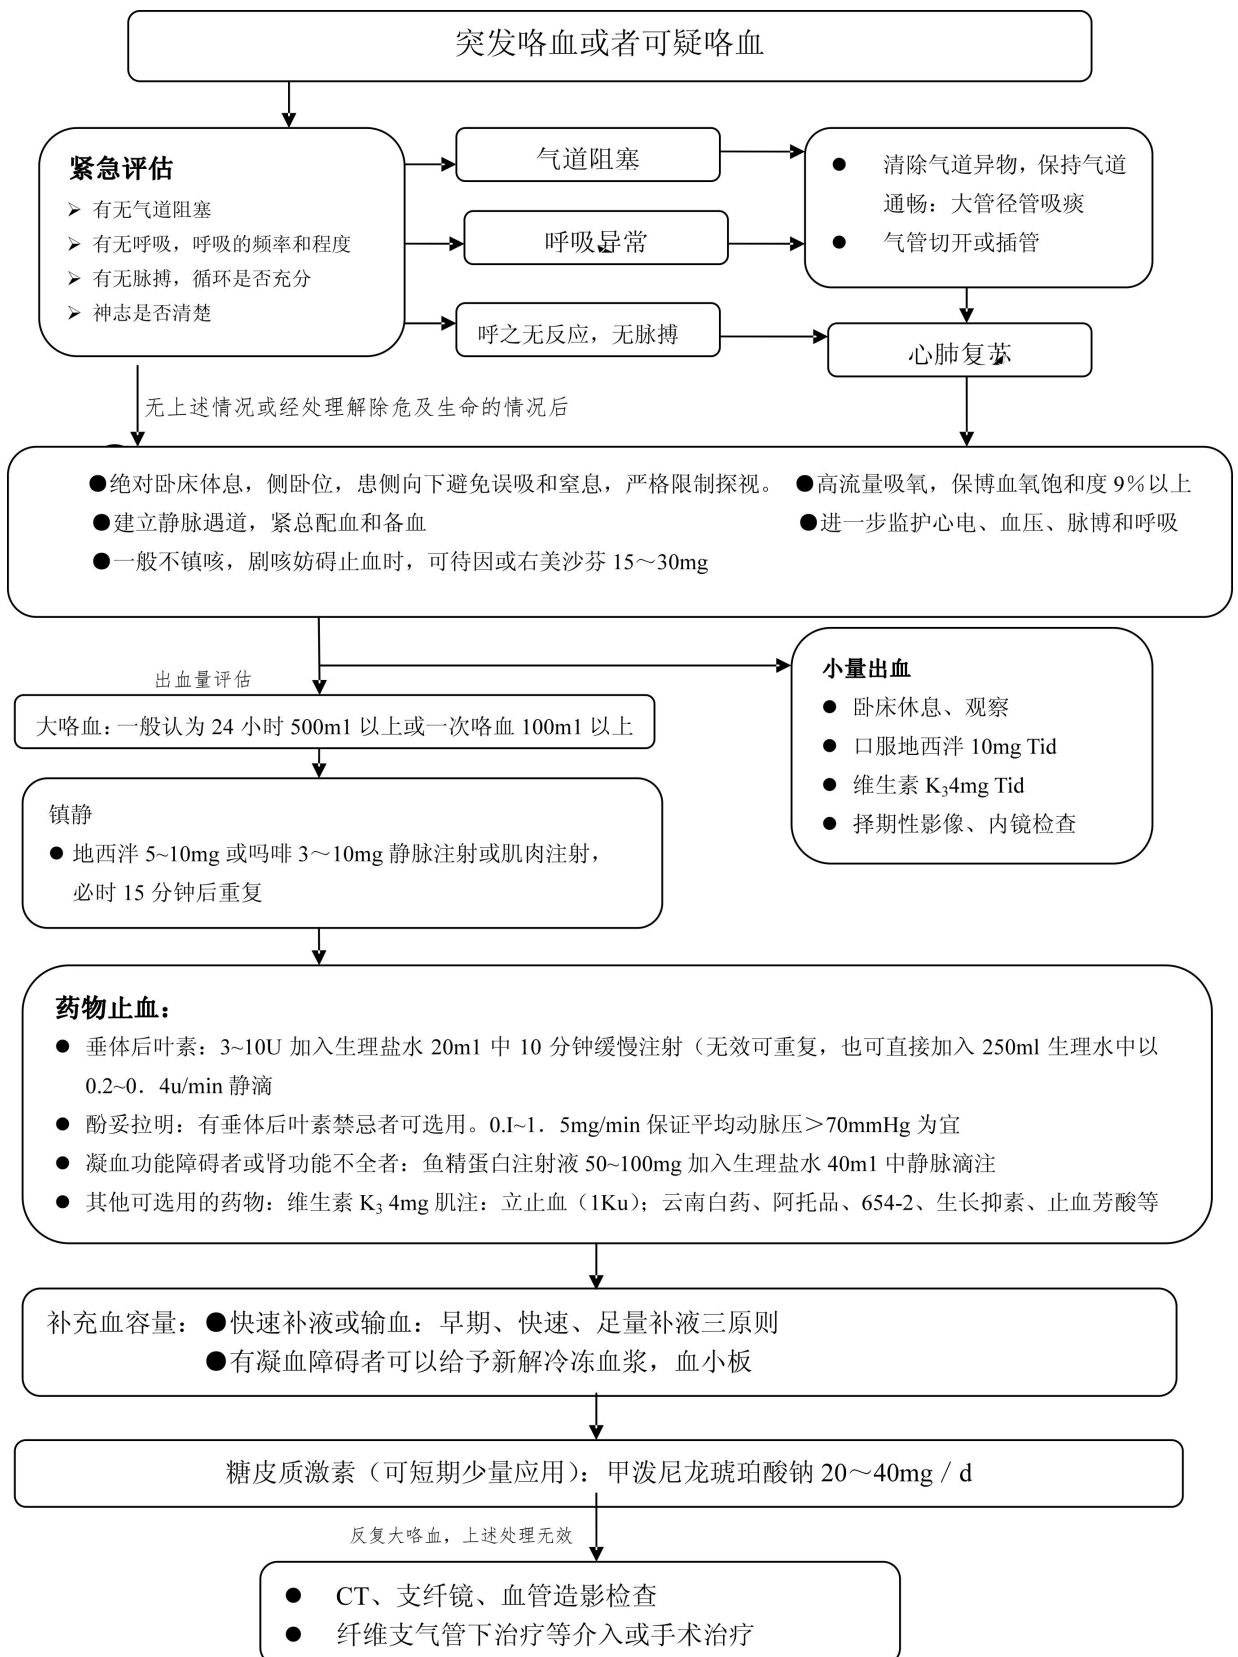 突发咯血或者可疑咯血
紧急评估
➢ 有无气道阻塞
➢ 有无呼吸，呼吸的频率和程度
➢ 有无脉搏，循环是否充分
➢ 神志是否清楚
气道阻塞
呼吸异常
呼之无反应，无脉搏
● 清除气道异物，保持气道
通畅：大管径管吸痰
● 气管切开或插管
心肺复苏
无上述情况或经处理解除危及生命的情况后
●绝对卧床体息，侧卧位，患侧向下避免误吸和窒息，严格限制探视。
●建立静脉遇道，紧总配血和备血
●一般不镇咳，剧咳妨碍止血时，可待因或右美沙芬 15～30mg
●高流量吸氧，保博血氧饱和度 9％以上
●进一步监护心电、血压、脉博和呼吸
出血量评估
大咯血：一般认为 24 小时 500m1 以上或一次咯血 100m1 以上
小量出血
● 卧床休息、观察
● 口服地西泮 10mg Tid
● 维生素 K₃4mg Tid
● 择期性影像、内镜检查
镇静
● 地西泮 5~10mg 或吗啡 3～10mg 静脉注射或肌肉注射，
必时 15 分钟后重复
药物止血：
● 垂体后叶素：3~10U 加入生理盐水 20m1 中 10 分钟缓慢注射（无效可重复，也可直接加入 250ml 生理水中以
0.2~0．4u/min 静滴
● 酚妥拉明：有垂体后叶素禁忌者可选用。0.I~1．5mg/min 保证平均动脉压＞70mmHg 为宜
● 凝血功能障碍者或肾功能不全者：鱼精蛋白注射液 50~100mg 加入生理盐水 40m1 中静脉滴注
● 其他可选用的药物：维生素 K₃ 4mg 肌注：立止血（1Ku）；云南白药、阿托品、654-2、生长抑素、止血芳酸等
补充血容量：●快速补液或输血：早期、快速、足量补液三原则
●有凝血障碍者可以给予新解冷冻血浆，血小板
糖皮质激素（可短期少量应用）：甲泼尼龙琥珀酸钠 20～40mg / d
反复大咯血，上述处理无效
● CT、支纤镜、血管造影检查
● 纤维支气管下治疗等介入或手术治疗